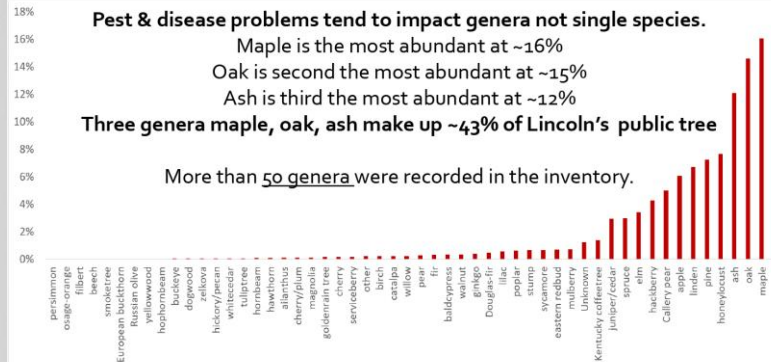 Pest & disease problems tend to impact genera not single species.
Maple is the most abundant at ~16%
Oak is second the most abundant at ~15%
Ash is third the most abundant at ~12%
Three genera maple, oak, ash make up ~43% of Lincoln's public tree
More than 50 genera were recorded in the inventory.
18%
16%
14%
12%
10%
8%
6%
4%
2%
0%
persimmon
osage-orange
filbert
beech
smoketree
European buckthorn
Russian olive
yellowwood
hophornbeam
buckeye
dogwood
zelkova
hickory/pecan
whitecedar
tuliptree
hornbeam
hawthorn
ailanthus
cherry/plum
magnolia
goldenrain tree
cherry
serviceberry
other
birch
catalpa
willow
pear
fir
baldcypress
walnut
ginkgo
Douglas-fir
lilac
poplar
stump
sycamore
eastern redbud
mulberry
Unknown
Kentucky coffeetree
juniper/cedar
spruce
elm
hackberry
Callery pear
apple
linden
pine
honeylocust
ash
oak
maple